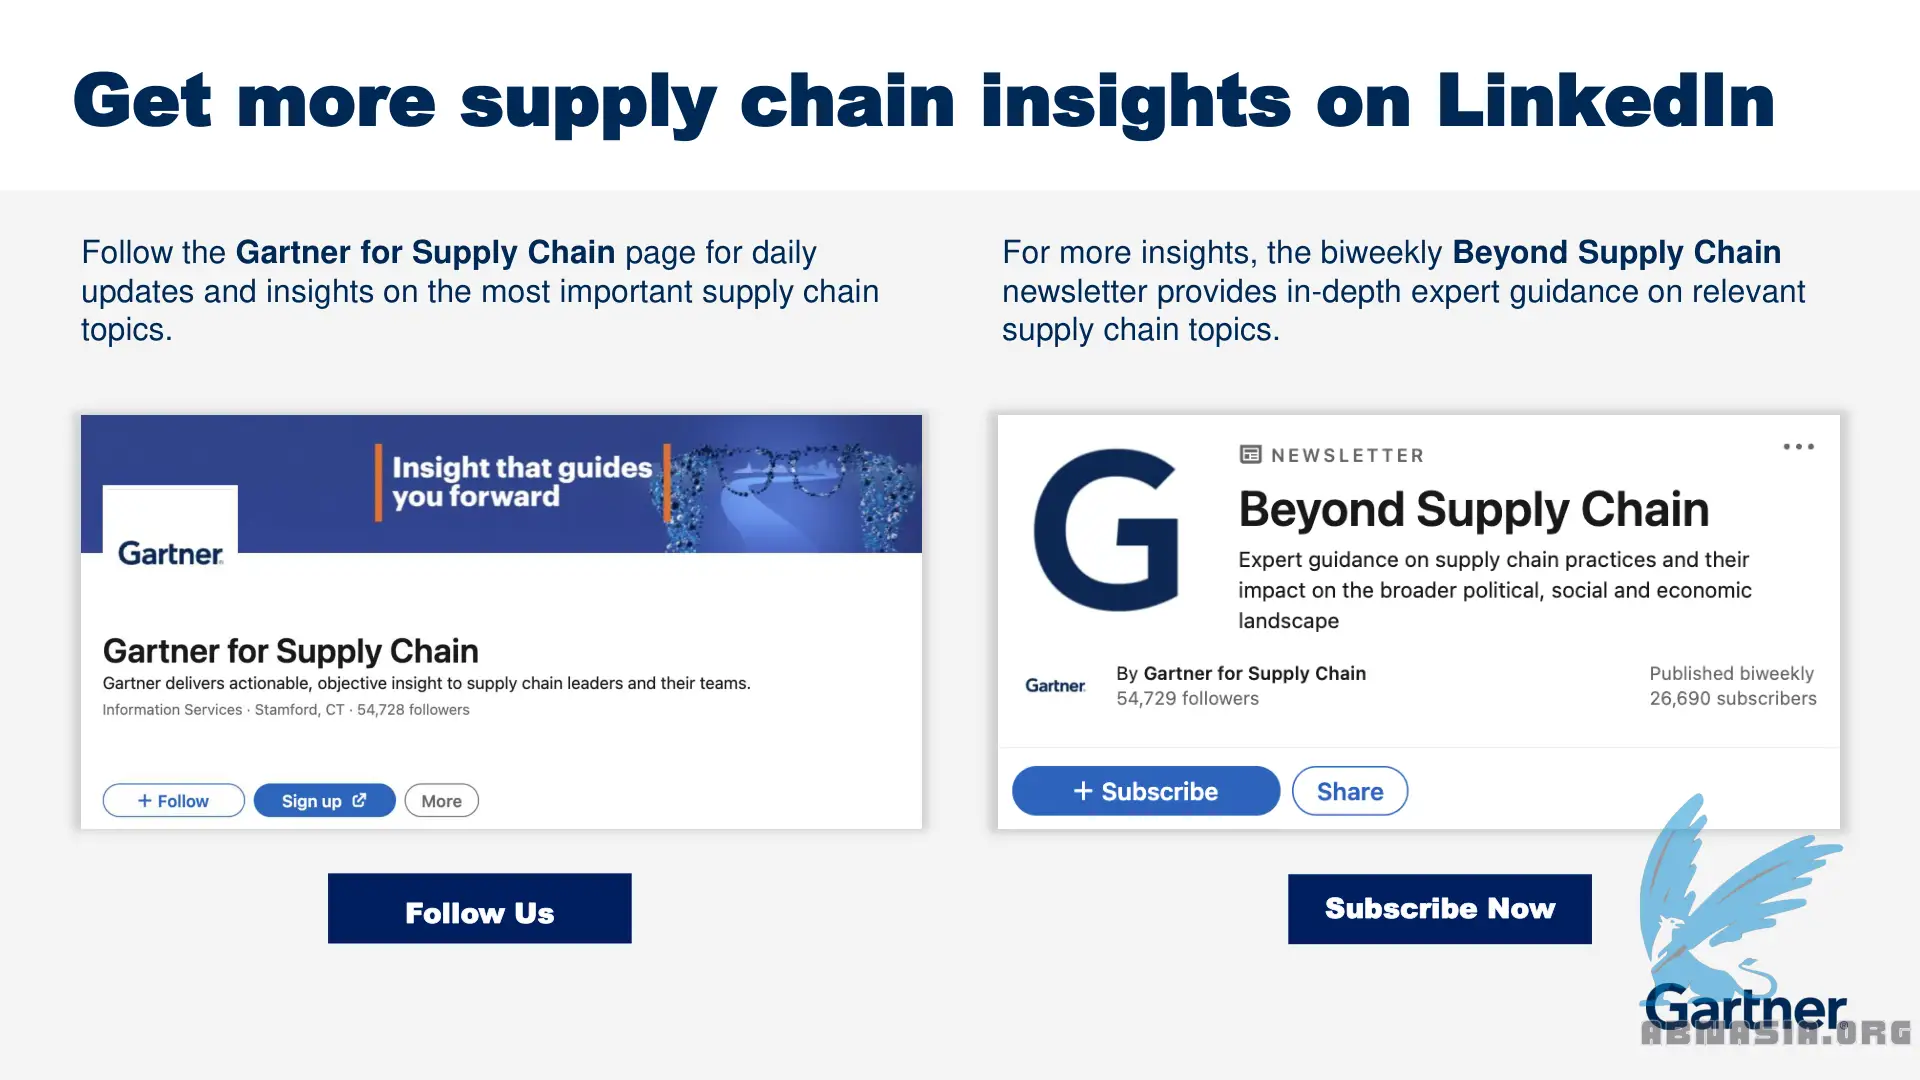 Get more supply chain insights on LinkedIn
Follow the Gartner for Supply Chain page for daily
updates and insights on the most important supply chain
topics.
Insight that guides
you forward
Gartner
Gartner for Supply Chain
Gartner delivers actionable, objective insight to supply chain leaders and their teams.
Information Services · Stamford, CT · 54,728 followers
+ Follow
Sign up
More
Follow Us
For more insights, the biweekly Beyond Supply Chain
newsletter provides in-depth expert guidance on relevant
supply chain topics.
G
NEWSLETTER
Beyond Supply Chain
Expert guidance on supply chain practices and their
impact on the broader political, social and economic
landscape
Gartner
By Gartner for Supply Chain
54,729 followers
Published biweekly
26,690 subscribers
+ Subscribe
Share
Subscribe Now
Gartner
ABNASIA.ORG